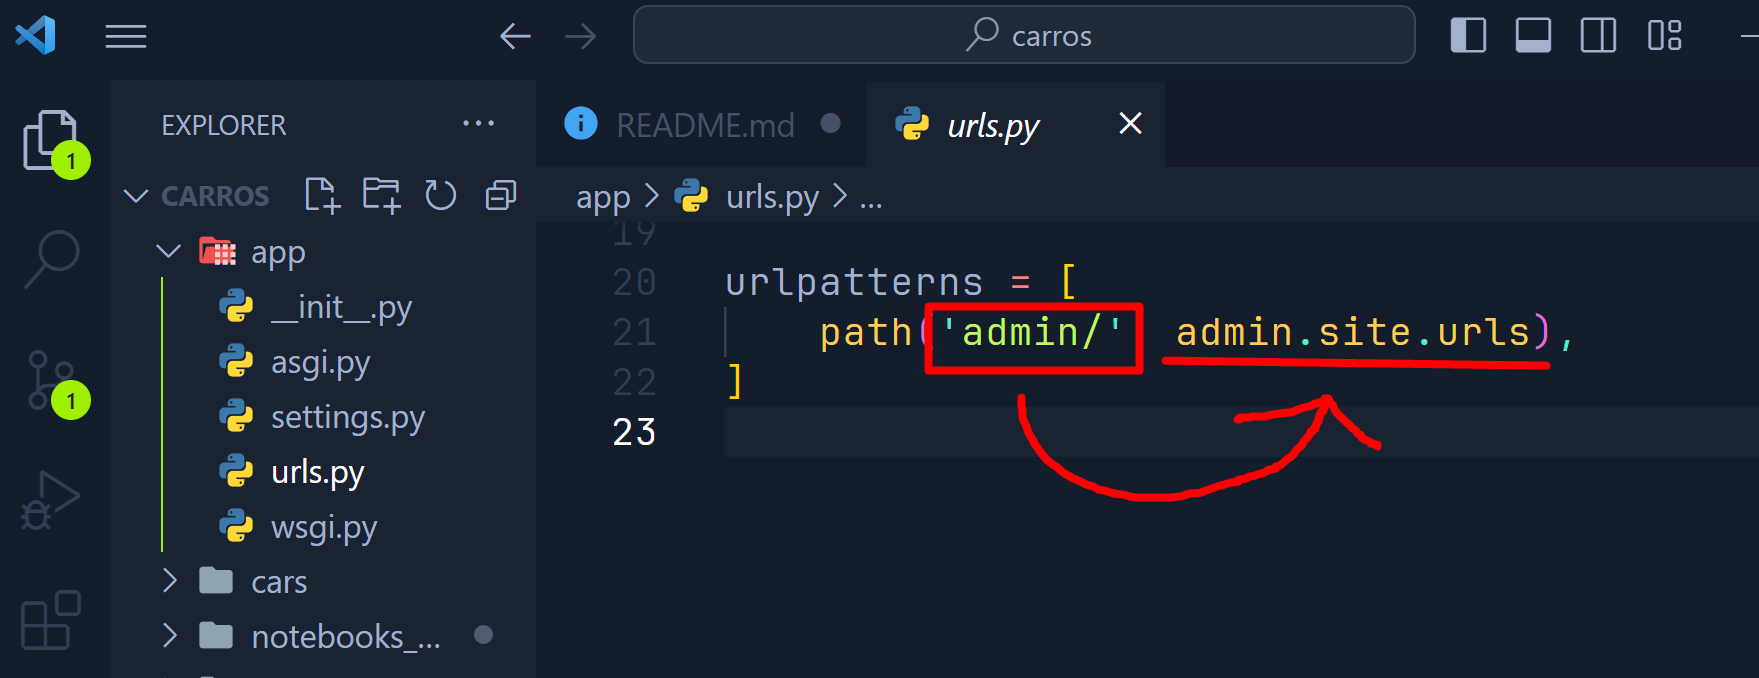 carros
EXPLORER
README.md
urls.py
1
CARROS
app > urls.py > ...
app
__init__.py
asgi.py
settings.py
urls.py
wsgi.py
cars
notebooks_...
1
19
20 urlpatterns = [
21 path('admin/' admin.site.urls),
22 ]
23